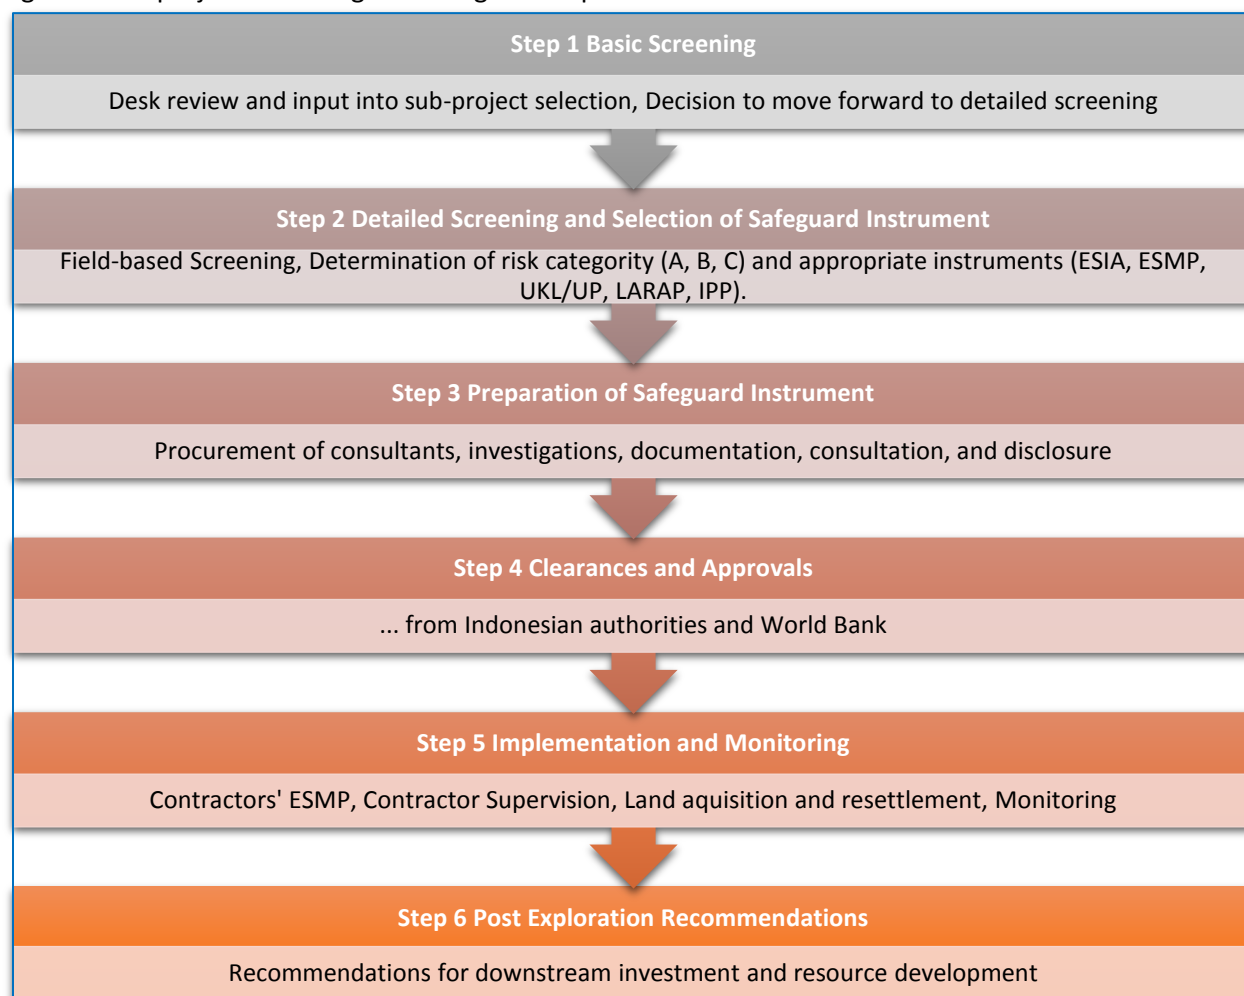 Step 1 Basic Screening
Desk review and input into sub-project selection, Decision to move forward to detailed screening
Step 2 Detailed Screening and Selection of Safeguard Instrument
Field-based Screening, Determination of risk categority (A, B, C) and appropriate instruments (ESIA, ESMP,
UKL/UP, LARAP, IPP).
Step 3 Preparation of Safeguard Instrument
Procurement of consultants, investigations, documentation, consultation, and disclosure
Step 4 Clearances and Approvals
... from Indonesian authorities and World Bank
Step 5 Implementation and Monitoring
Contractors' ESMP, Contractor Supervision, Land aquisition and resettlement, Monitoring
Step 6 Post Exploration Recommendations
Recommendations for downstream investment and resource development